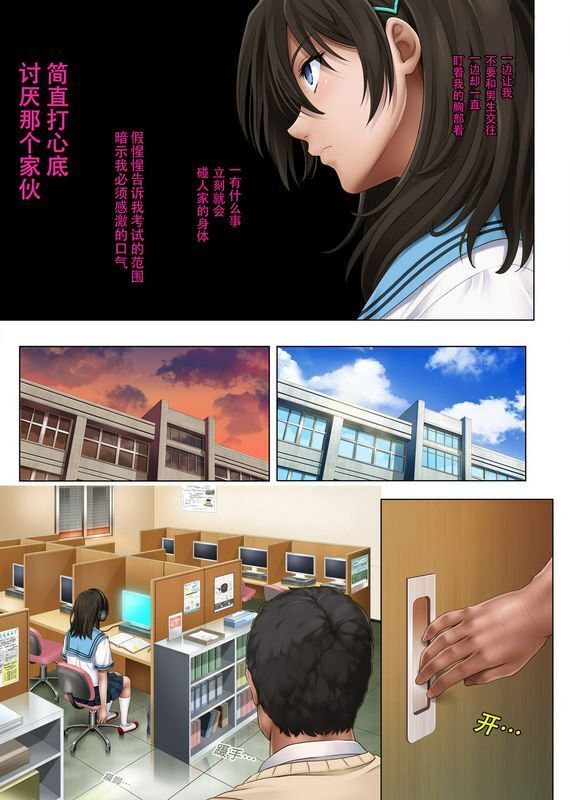 一边让我
不要和男生交往
一边却一直
盯着我的胸部看
一有什么事
立刻就会
碰人家的身体
假惺惺告诉我考试的范围
暗示我必须感激的口气
简直打心底
讨厌那个家伙
开…
蹑手…
蹑脚…